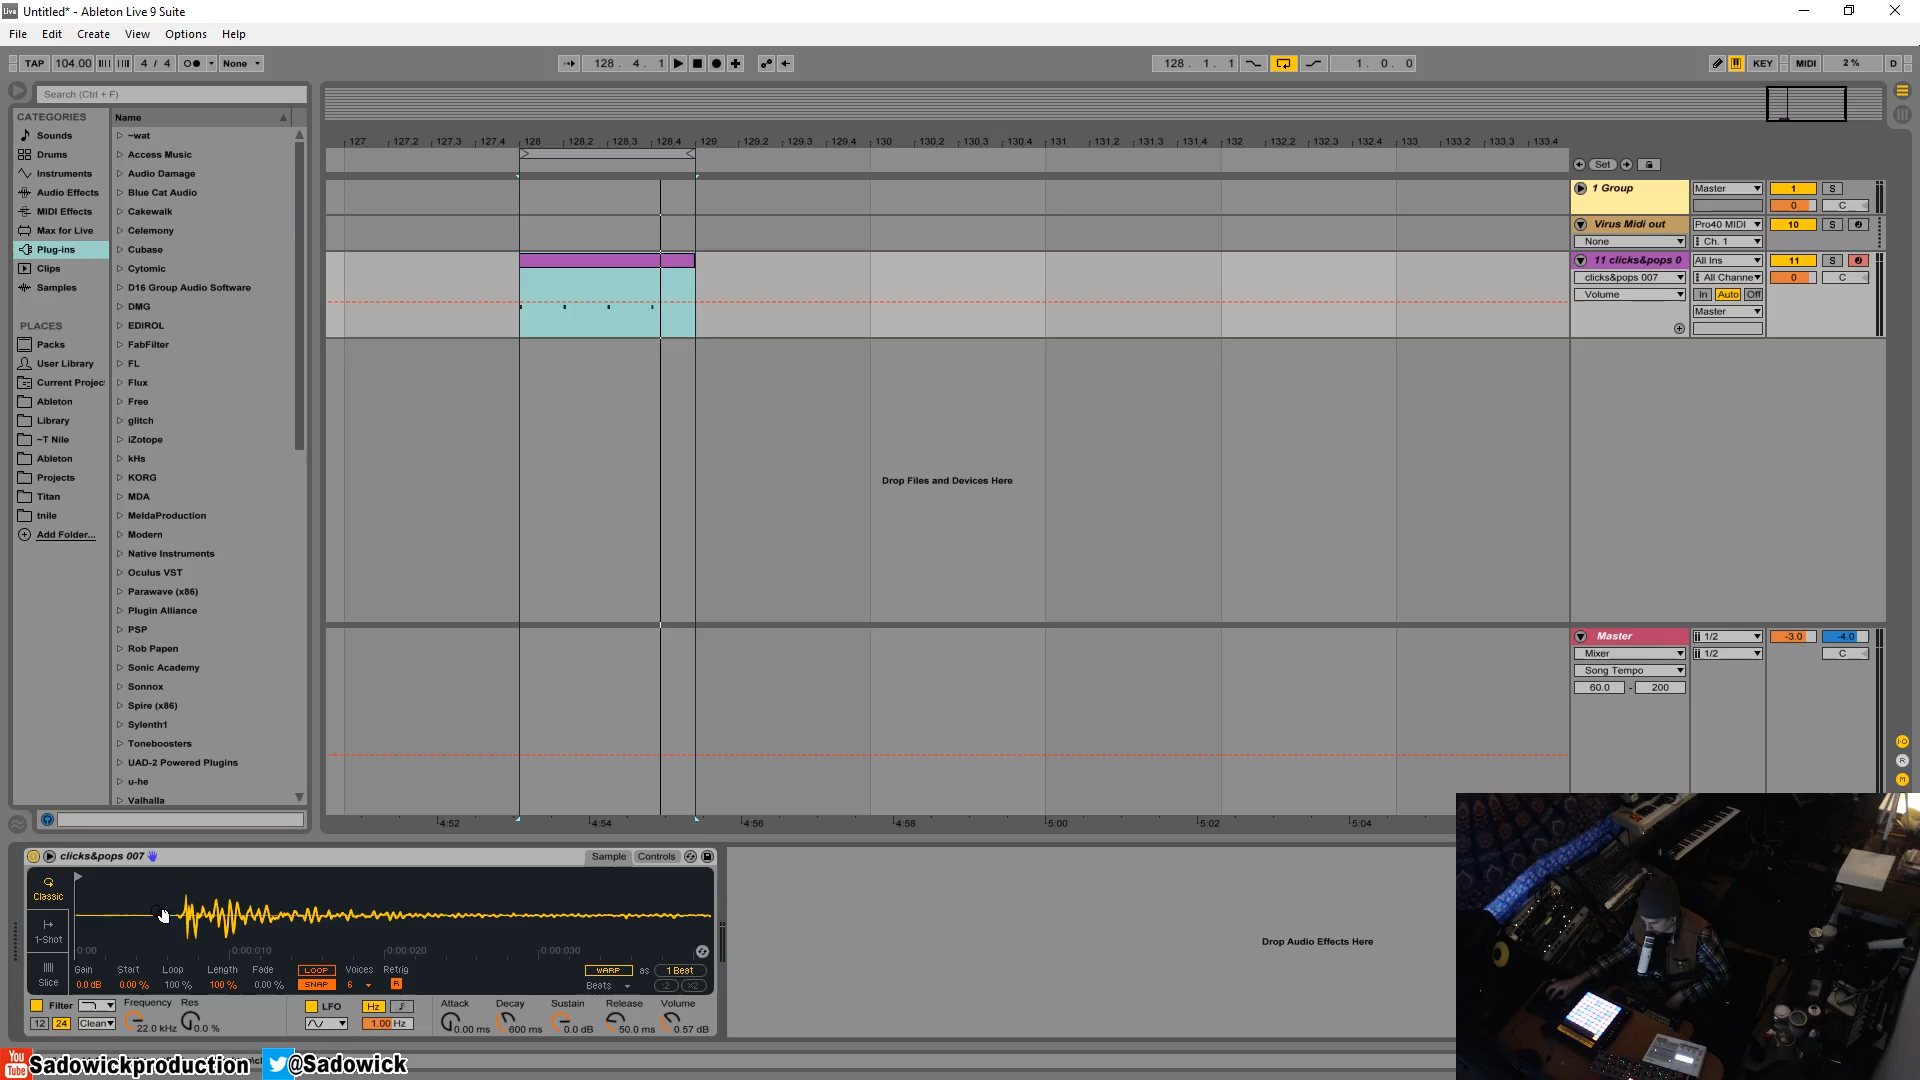 Untitled* - Ableton Live 9 Suite
File Edit Create View Options Help
TAP 104.00 4 / 4 None 128 . 4 . 1 128 . 1 . 1 1 . 0 . 0 KEY MIDI 2 % D
Search (Ctrl + F)
CATEGORIES
Sounds
Drums
Instruments
Audio Effects
MIDI Effects
Max for Live
Plug-ins
Clips
Samples
PLACES
Packs
User Library
Current Projec
Ableton
Library
~T Nile
Ableton
Projects
Titan
tnile
Add Folder...
Name
~wat
Access Music
Audio Damage
Blue Cat Audio
Cakewalk
Celemony
Cubase
Cytomic
D16 Group Audio Software
DMG
EDIROL
FabFilter
FL
Flux
Free
glitch
iZotope
kHs
KORG
MDA
MeldaProduction
Modern
Native Instruments
Oculus VST
Parawave (x86)
Plugin Alliance
PSP
Rob Papen
Sonic Academy
Sonnox
Spire (x86)
Sylenth1
Toneboosters
UAD-2 Powered Plugins
u-he
Valhalla
127 127.2 127.3 127.4 128 128.2 128.3 128.4 129 129.2 129.3 129.4 130 130.2 130.3 130.4 131 131.2 131.3 131.4 132 132.2 132.3 132.4 133 133.2 133.3 133.4
Set
1 Group Master 1 S
0 C
Virus Midi out Pro40 MIDI 10 S
None Ch. 1
11 clicks&pops 0 All Ins 11 S
clicks&pops 007 All Channe 0 C
Volume In Auto Off
Master
Drop Files and Devices Here
Master 1/2 -3.0 -4.0
Mixer 1/2 C
Song Tempo
60.0 - 200
4:52 4:54 4:56 4:58 5:00 5:02 5:04
clicks&pops 007 Sample Controls
Classic
1-Shot
Slice
0:00 0:00:010 0:00:020 0:00:030
Gain Start Loop Length Fade LOOP Voices Retrig WARP as 1 Beat
0.0 dB 0.00 % 100 % 100 % 0.00 % SNAP 6 R Beats :2 X2
Filter Frequency Res LFO Hz Attack Decay Sustain Release Volume
12 24 Clean 22.0 kHz 0.0 % 1.00 Hz 0.00 ms 600 ms 0.0 dB 50.0 ms 0.57 dB
Drop Audio Effects Here
You Tube Sadowickproduction @Sadowick